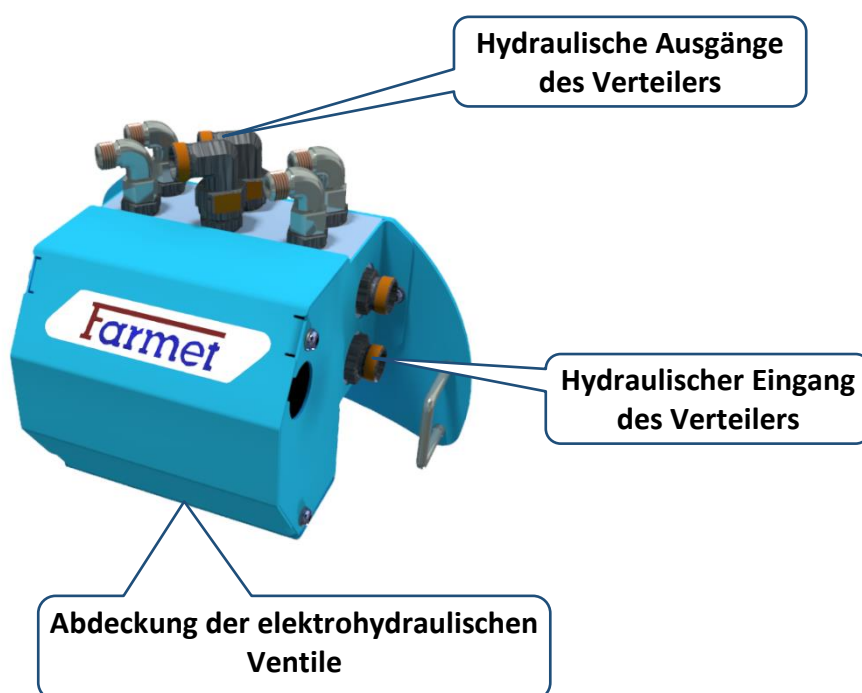 Hydraulische Ausgänge
des Verteilers
Farmet
Hydraulischer Eingang
des Verteilers
Abdeckung der elektrohydraulischen
Ventile